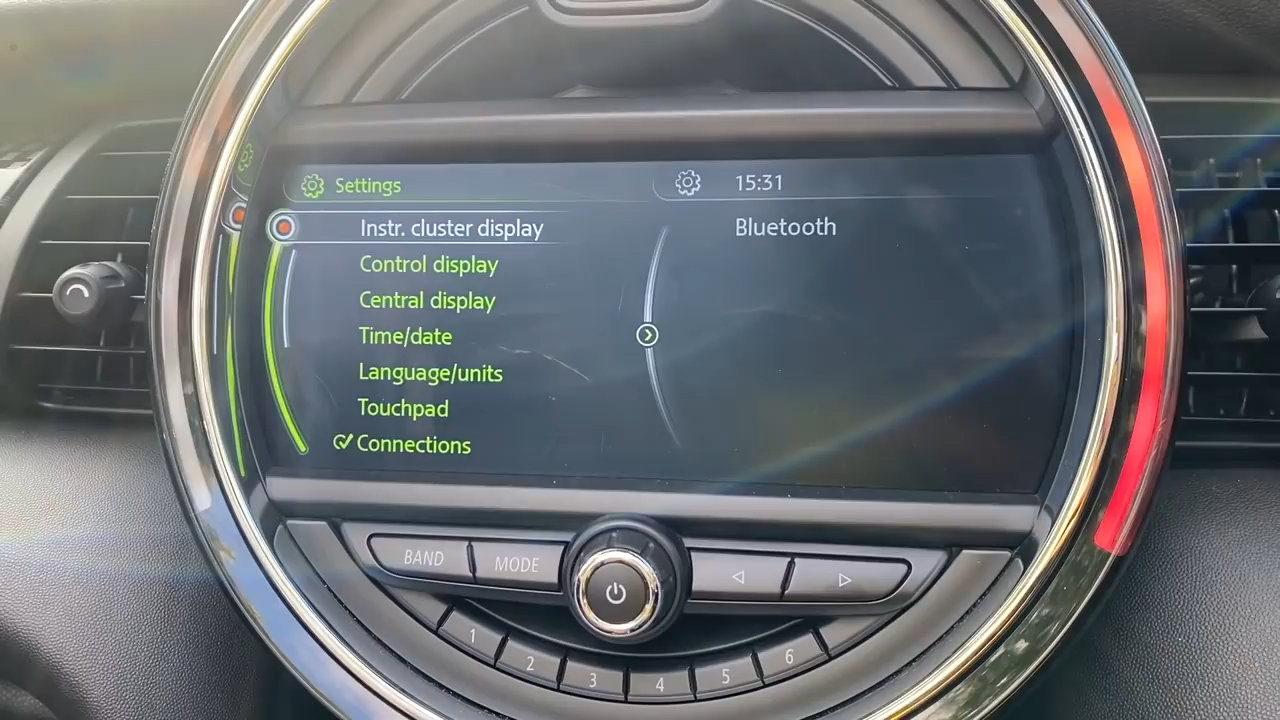 Settings
15:31
Instr. cluster display
Bluetooth
Control display
Central display
Time/date
Language/units
Touchpad
Connections
BAND
MODE
1
2
3
4
5
6